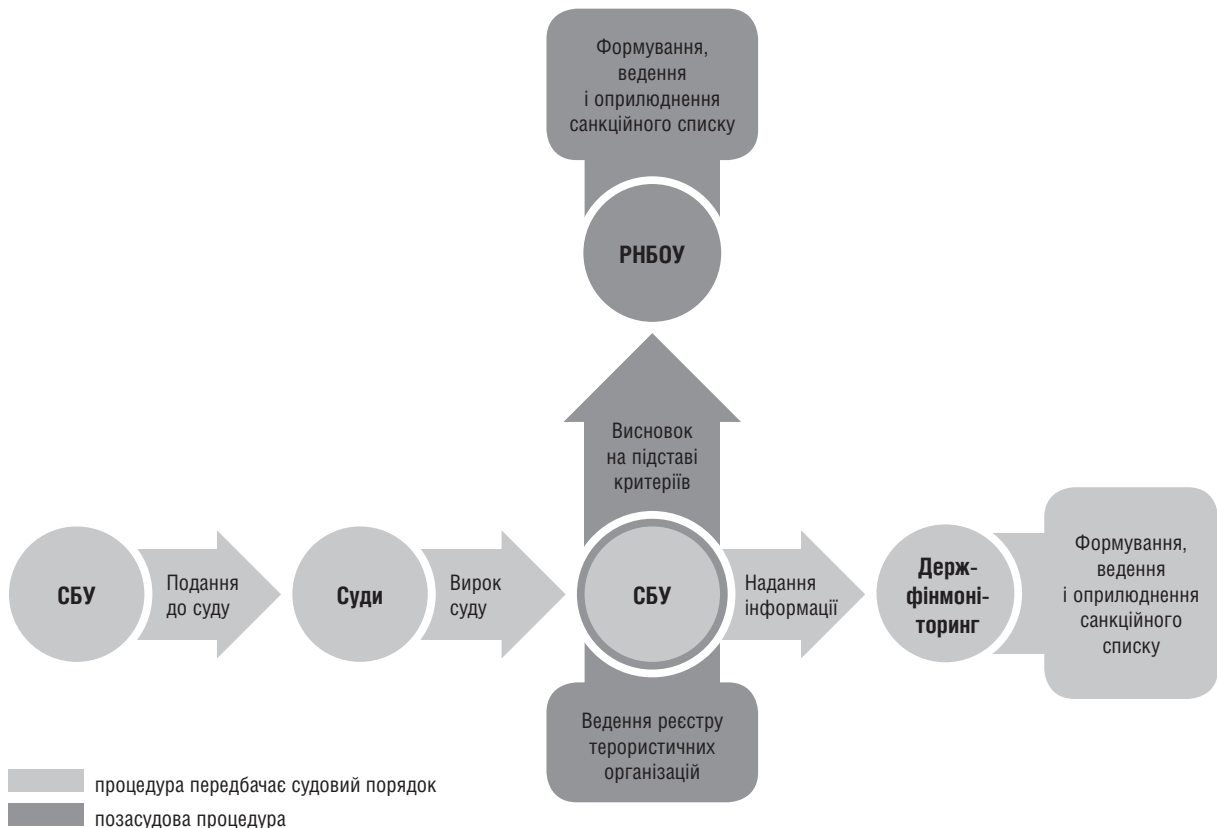 Формування,
ведення
і оприлюднення
санкційного списку
РНБОУ
Висновок
на підставі
критеріїв
СБУ
Подання
до суду
Суди
Вирок
суду
СБУ
Надання
інформації
Держ-
фінмоні-
торинг
Формування,
ведення
і оприлюднення
санкційного
списку
Ведення реєстру
терористичних
організацій
процедура передбачає судовий порядок
позасудова процедура